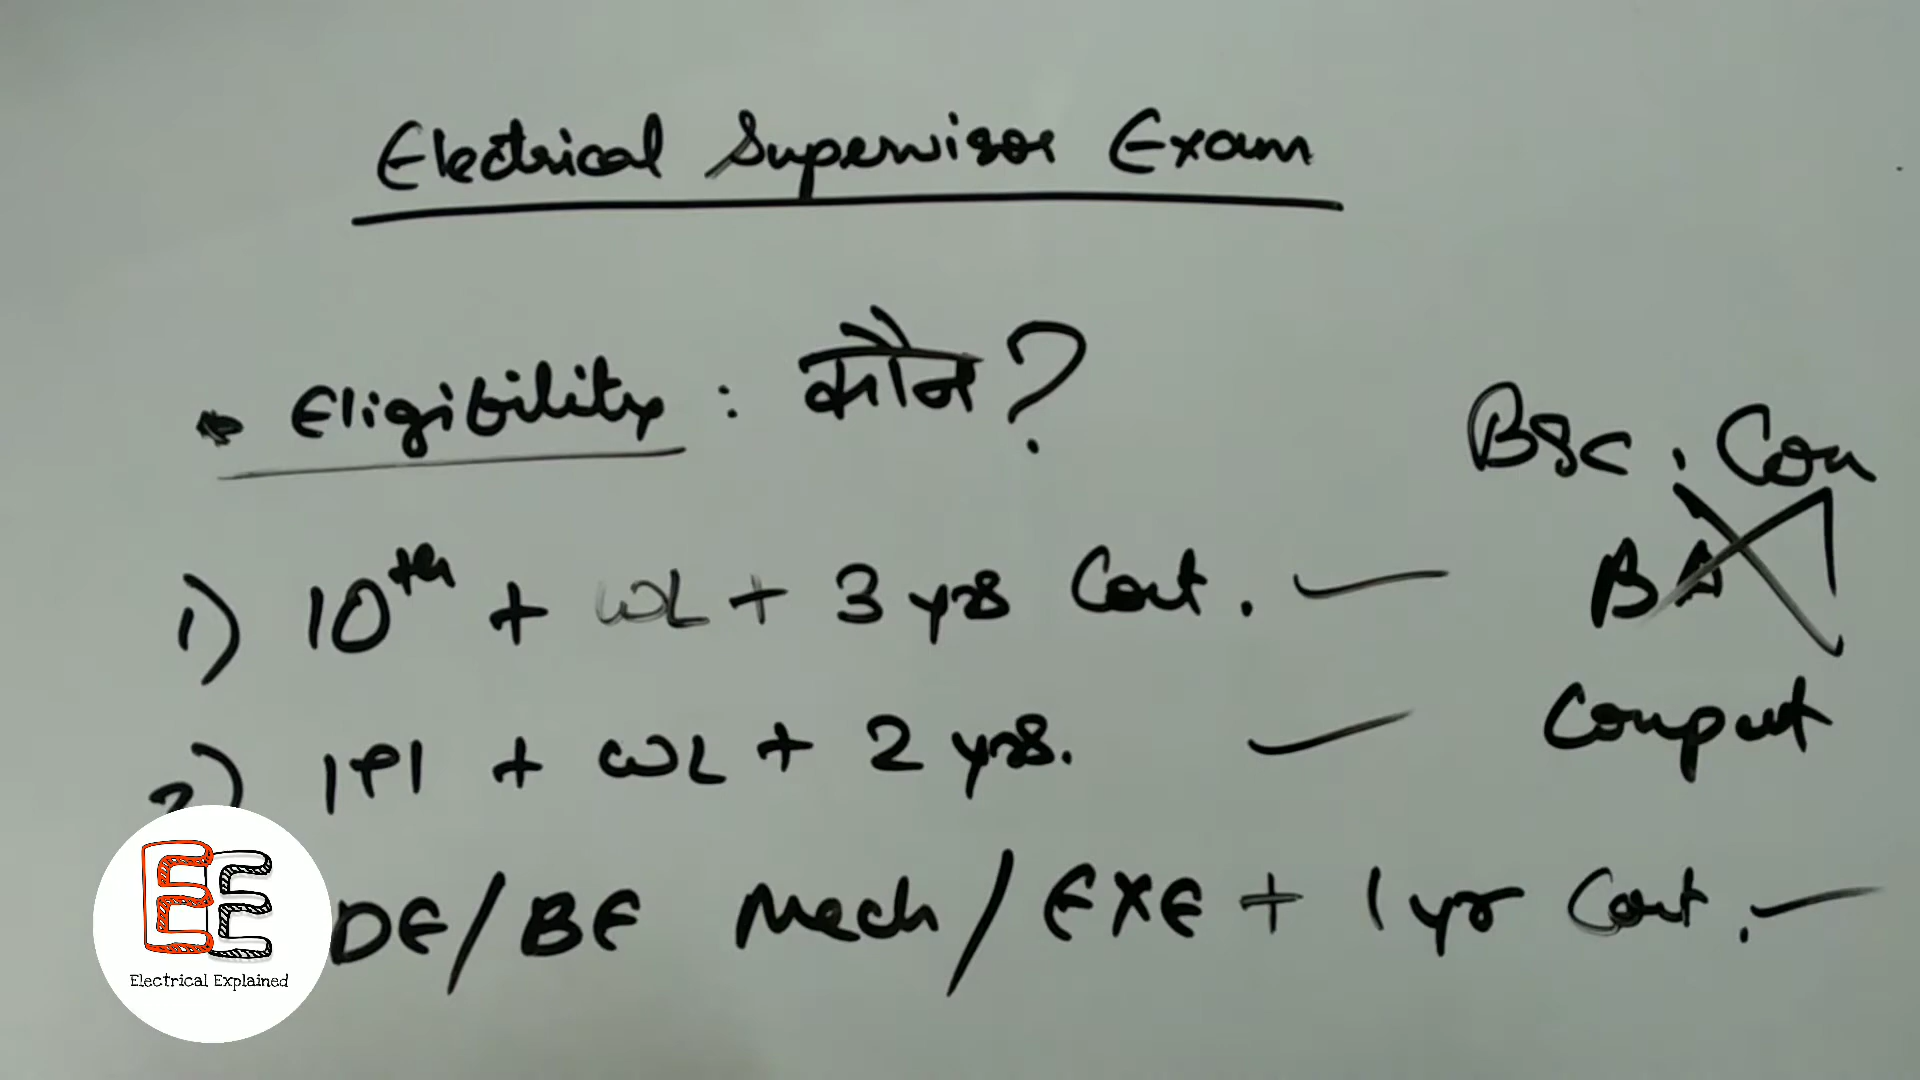 Electrical Supervisor Exam
Eligibility : कौन ?
BSc. Com
1) 10th + WL + 3 yrs Cert.
BA
2) ITI + WL + 2 yrs.
Comput
DE/BE Mech/EXE + 1 yr Cert.
EE
Electrical Explained